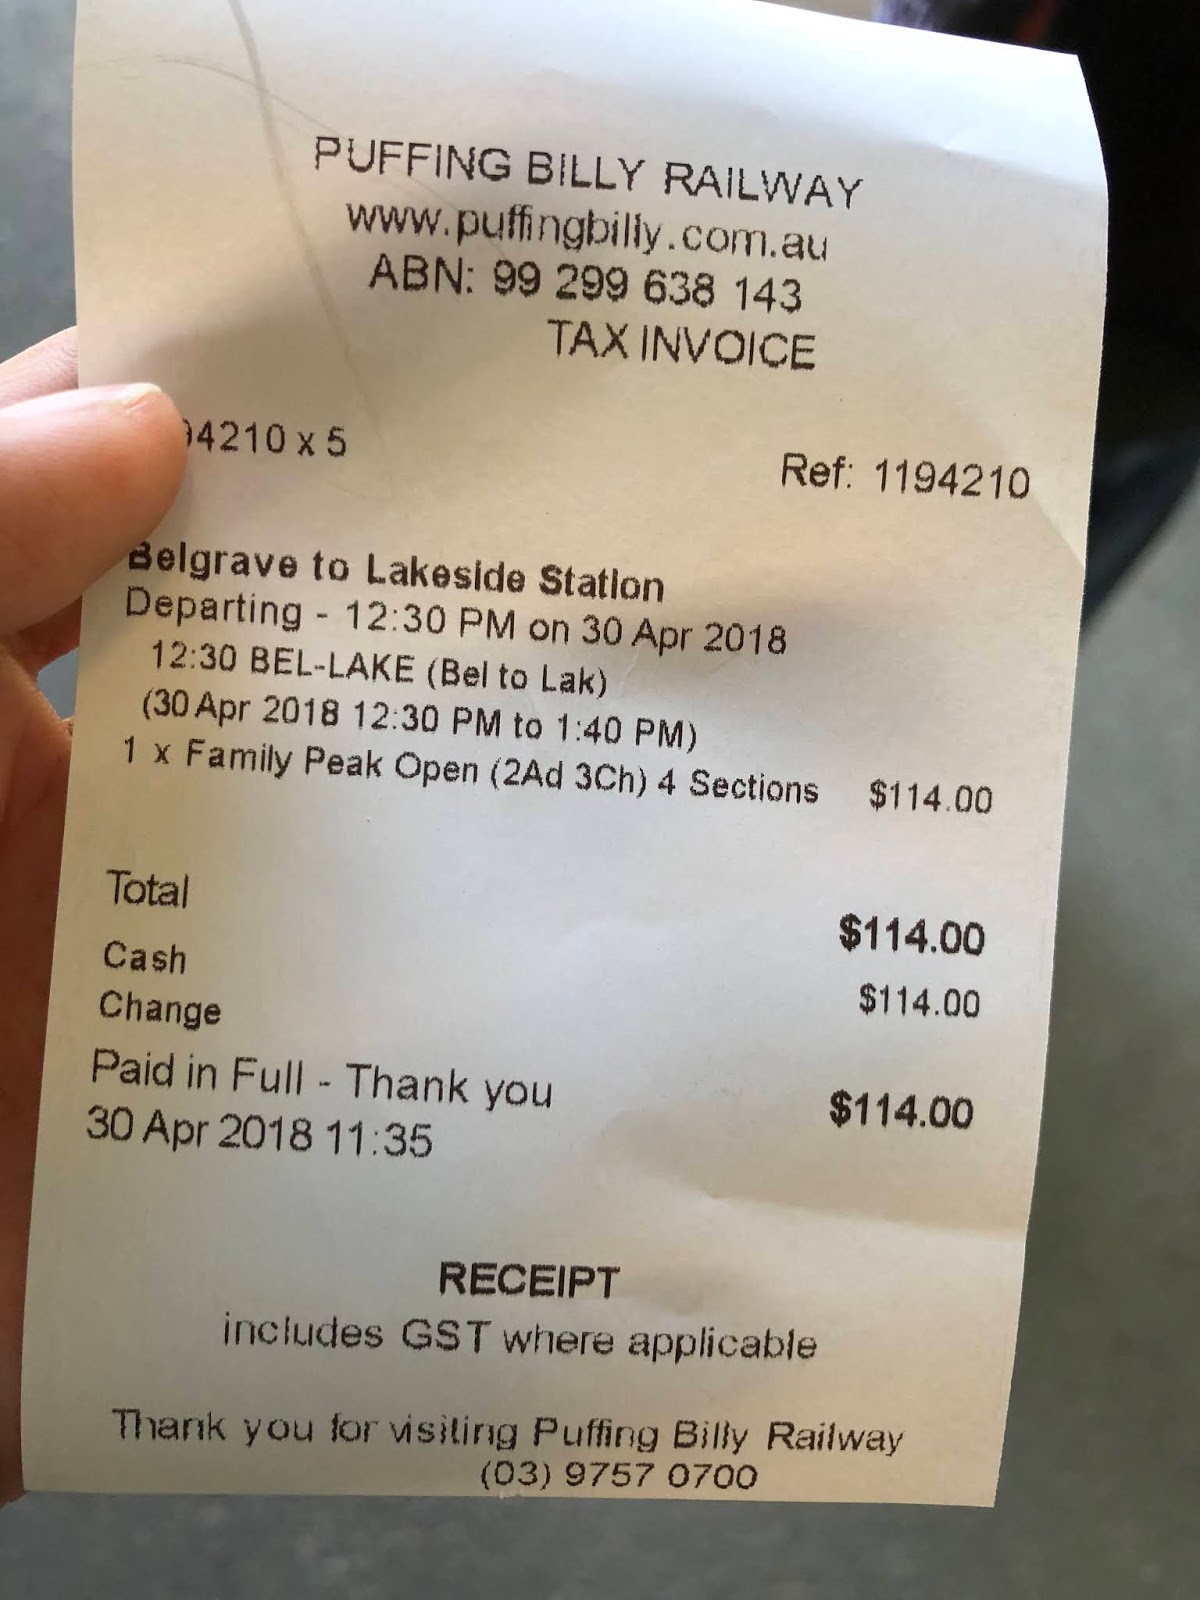 PUFFING BILLY RAILWAY
www.puffingbilly.com.au
ABN: 99 299 638 143
TAX INVOICE
94210 x 5
Ref: 1194210
Belgrave to Lakeside Station
Departing - 12:30 PM on 30 Apr 2018
12:30 BEL-LAKE (Bel to Lak)
(30 Apr 2018 12:30 PM to 1:40 PM)
1 x Family Peak Open (2Ad 3Ch) 4 Sections $114.00
Total $114.00
Cash $114.00
Change
Paid in Full - Thank you $114.00
30 Apr 2018 11:35
RECEIPT
includes GST where applicable
Thank you for visiting Puffing Billy Railway
(03) 9757 0700